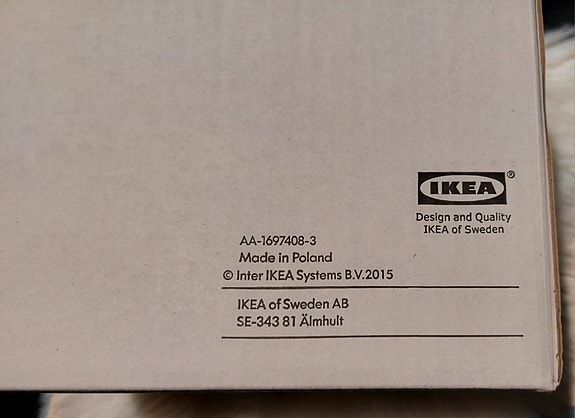 IKEA®
Design and Quality
IKEA of Sweden
AA-1697408-3
Made in Poland
© Inter IKEA Systems B.V.2015
IKEA of Sweden AB
SE-343 81 Älmhult